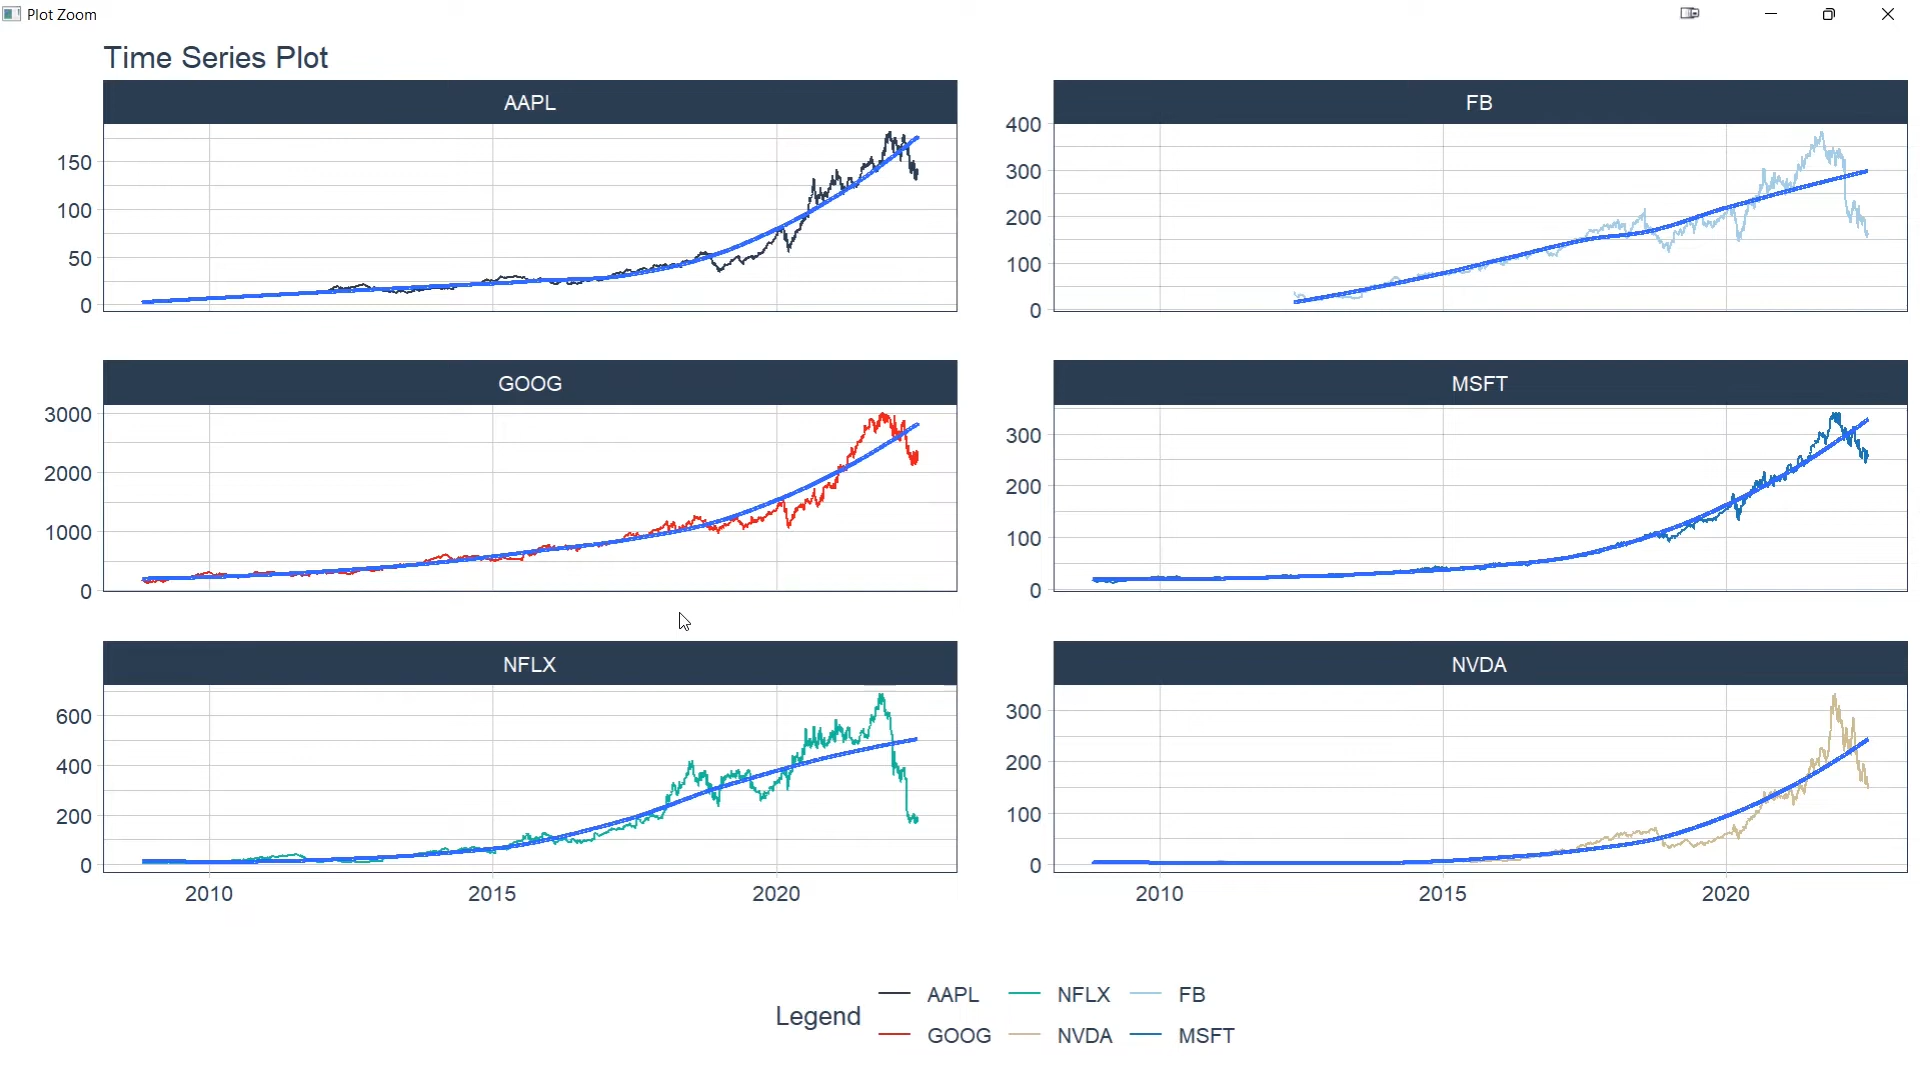 Plot Zoom
Time Series Plot
AAPL
150
100
50
0
FB
400
300
200
100
0
GOOG
3000
2000
1000
0
MSFT
300
200
100
0
NFLX
600
400
200
0
2010 2015 2020
NVDA
300
200
100
0
2010 2015 2020
Legend
AAPL NFLX FB
GOOG NVDA MSFT